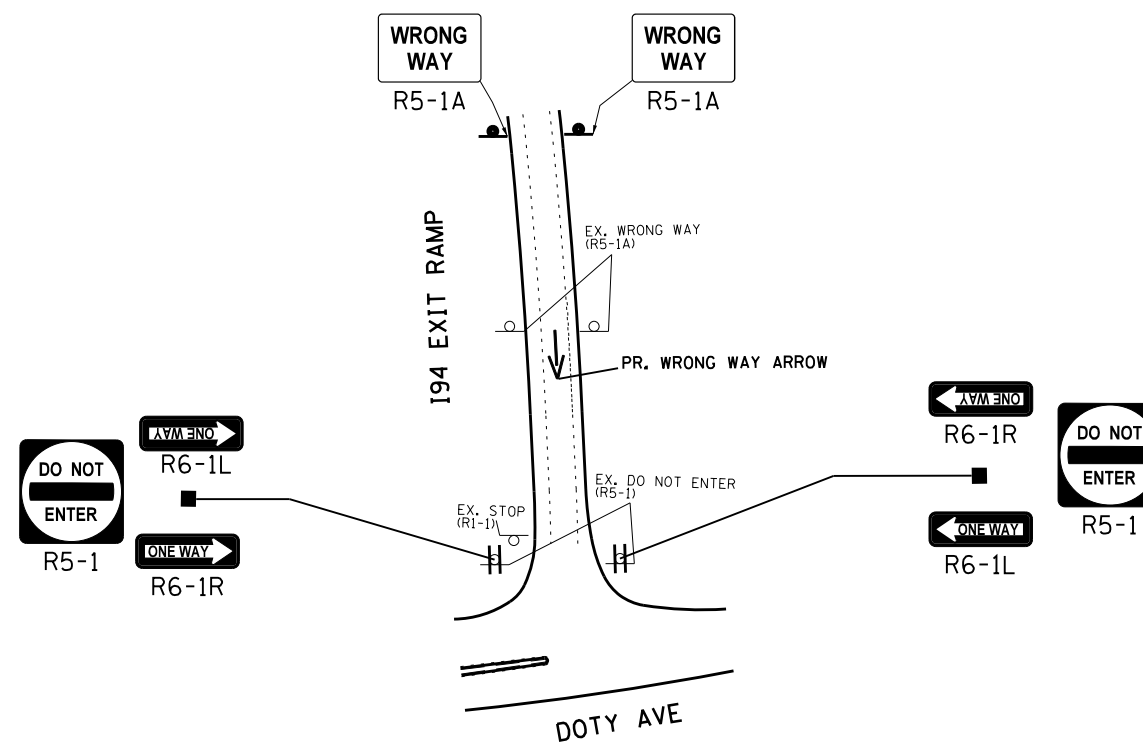 WRONG
WAY
R5-1A
WRONG
WAY
R5-1A
I94 EXIT RAMP
EX. WRONG WAY
(R5-1A)
PR. WRONG WAY ARROW
DO NOT
ENTER
R5-1
ONE WAY
R6-1L
ONE WAY
R6-1R
EX. STOP
(R1-1)
EX. DO NOT ENTER
(R5-1)
ONE WAY
R6-1R
ONE WAY
R6-1L
DO NOT
ENTER
R5-1
DOTY AVE